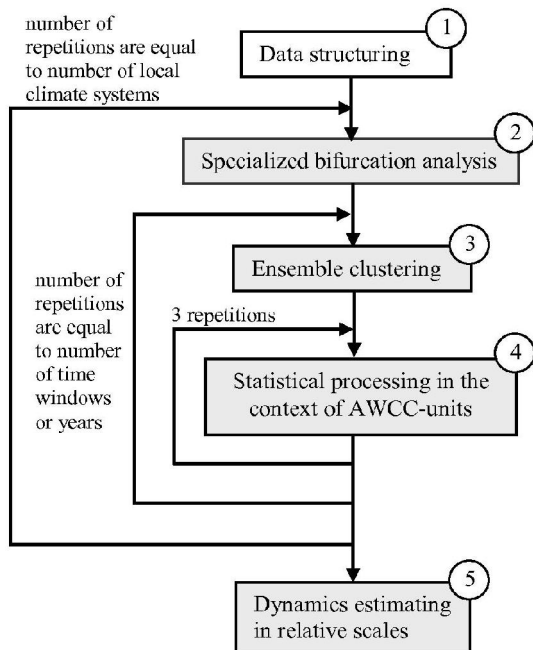 number of
repetitions are equal
to number of local
climate systems
1
Data structuring
2
Specialized bifurcation analysis
3
Ensemble clustering
number of
repetitions
are equal
to number
of time
windows
or years
3 repetitions
4
Statistical processing in the
context of AWCC-units
5
Dynamics estimating
in relative scales